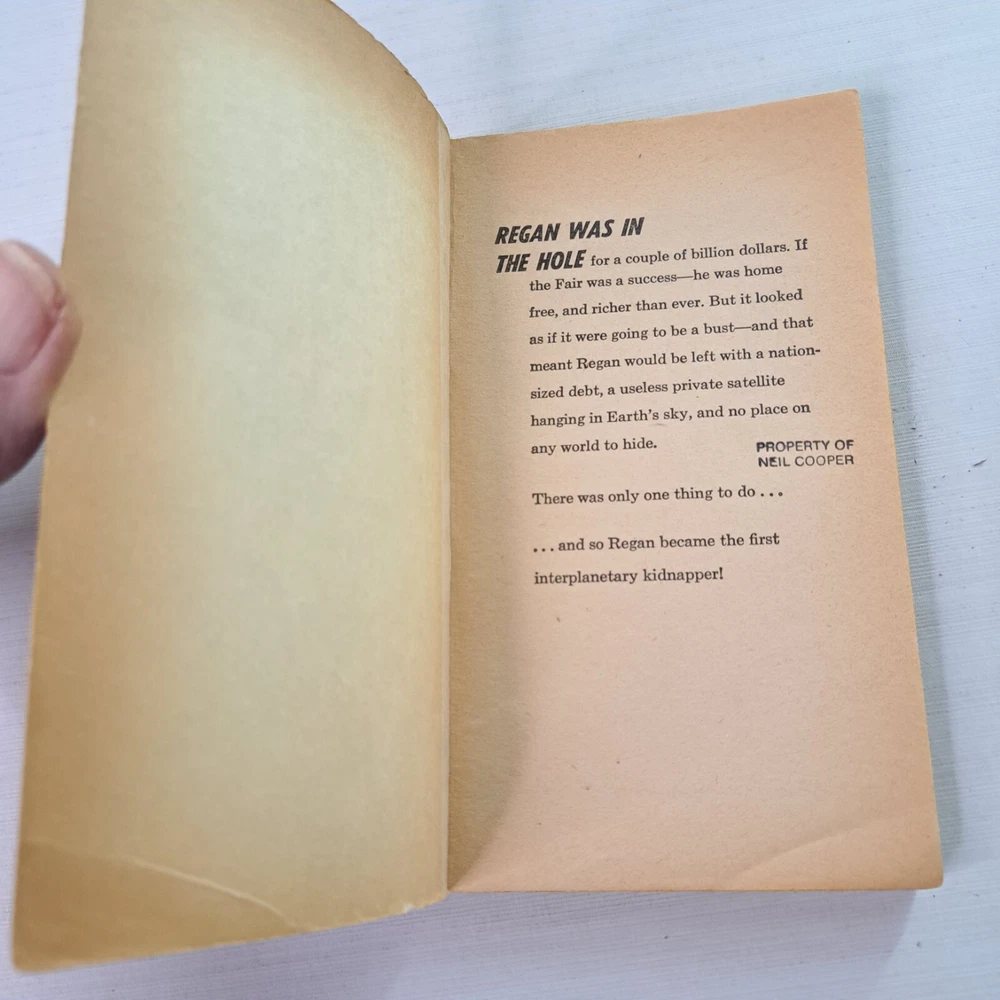 REGAN WAS IN
THE HOLE for a couple of billion dollars. If
the Fair was a success—he was home
free, and richer than ever. But it looked
as if it were going to be a bust—and that
meant Regan would be left with a nation-
sized debt, a useless private satellite
hanging in Earth's sky, and no place on
any world to hide.
PROPERTY OF
NEIL COOPER
There was only one thing to do . . .
. . . and so Regan became the first
interplanetary kidnapper!